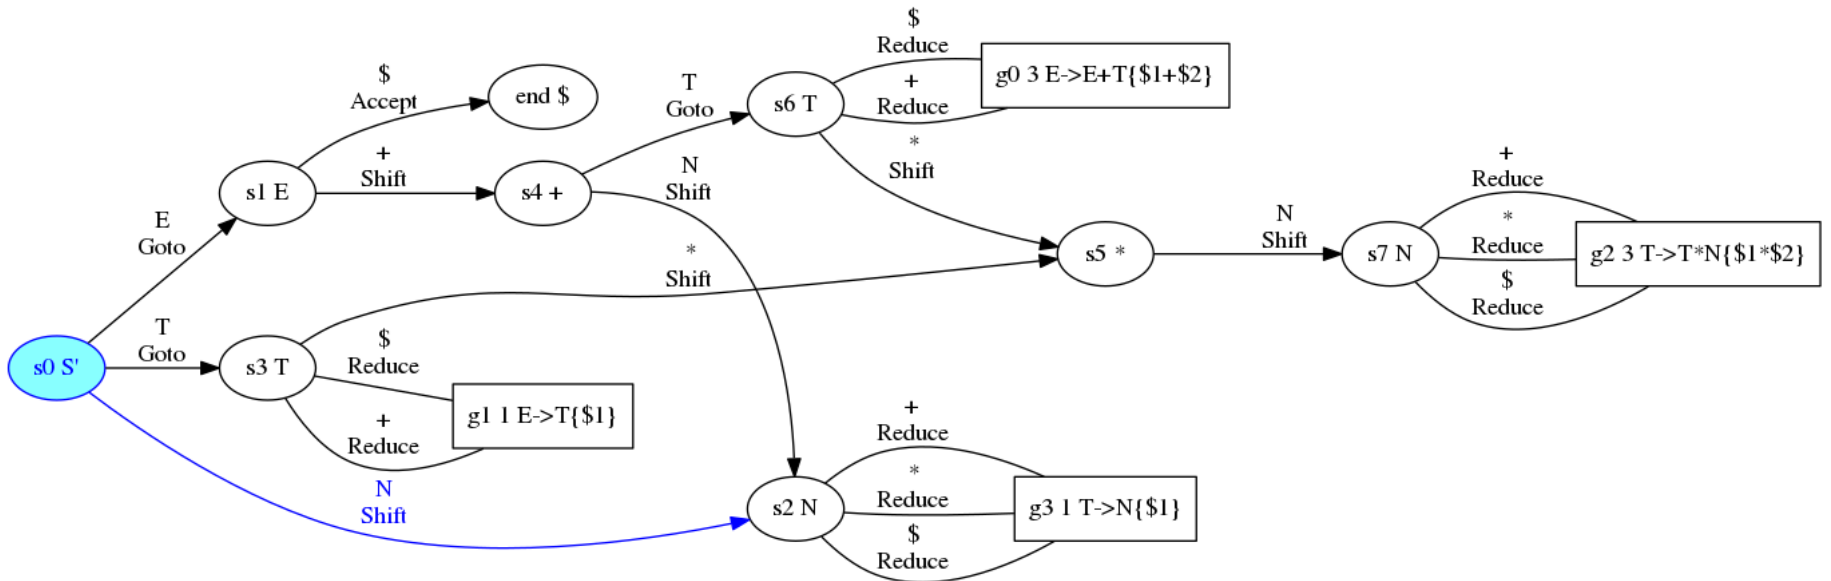 $
Reduce
g0 3 E->E+T{$1+$2}
+
Reduce
s6 T
T
Goto
$
Accept
end $
*
Shift
N
Shift
+
Shift
s1 E
s4 +
+
Reduce
*
Reduce
g2 3 T->T*N{$1*$2}
$
Reduce
s7 N
N
Shift
s5 *
E
Goto
*
Shift
T
Goto
s0 S'
s3 T
$
Reduce
g1 1 E->T{$1}
+
Reduce
N
Shift
+
Reduce
*
Reduce
s2 N
g3 1 T->N{$1}
$
Reduce